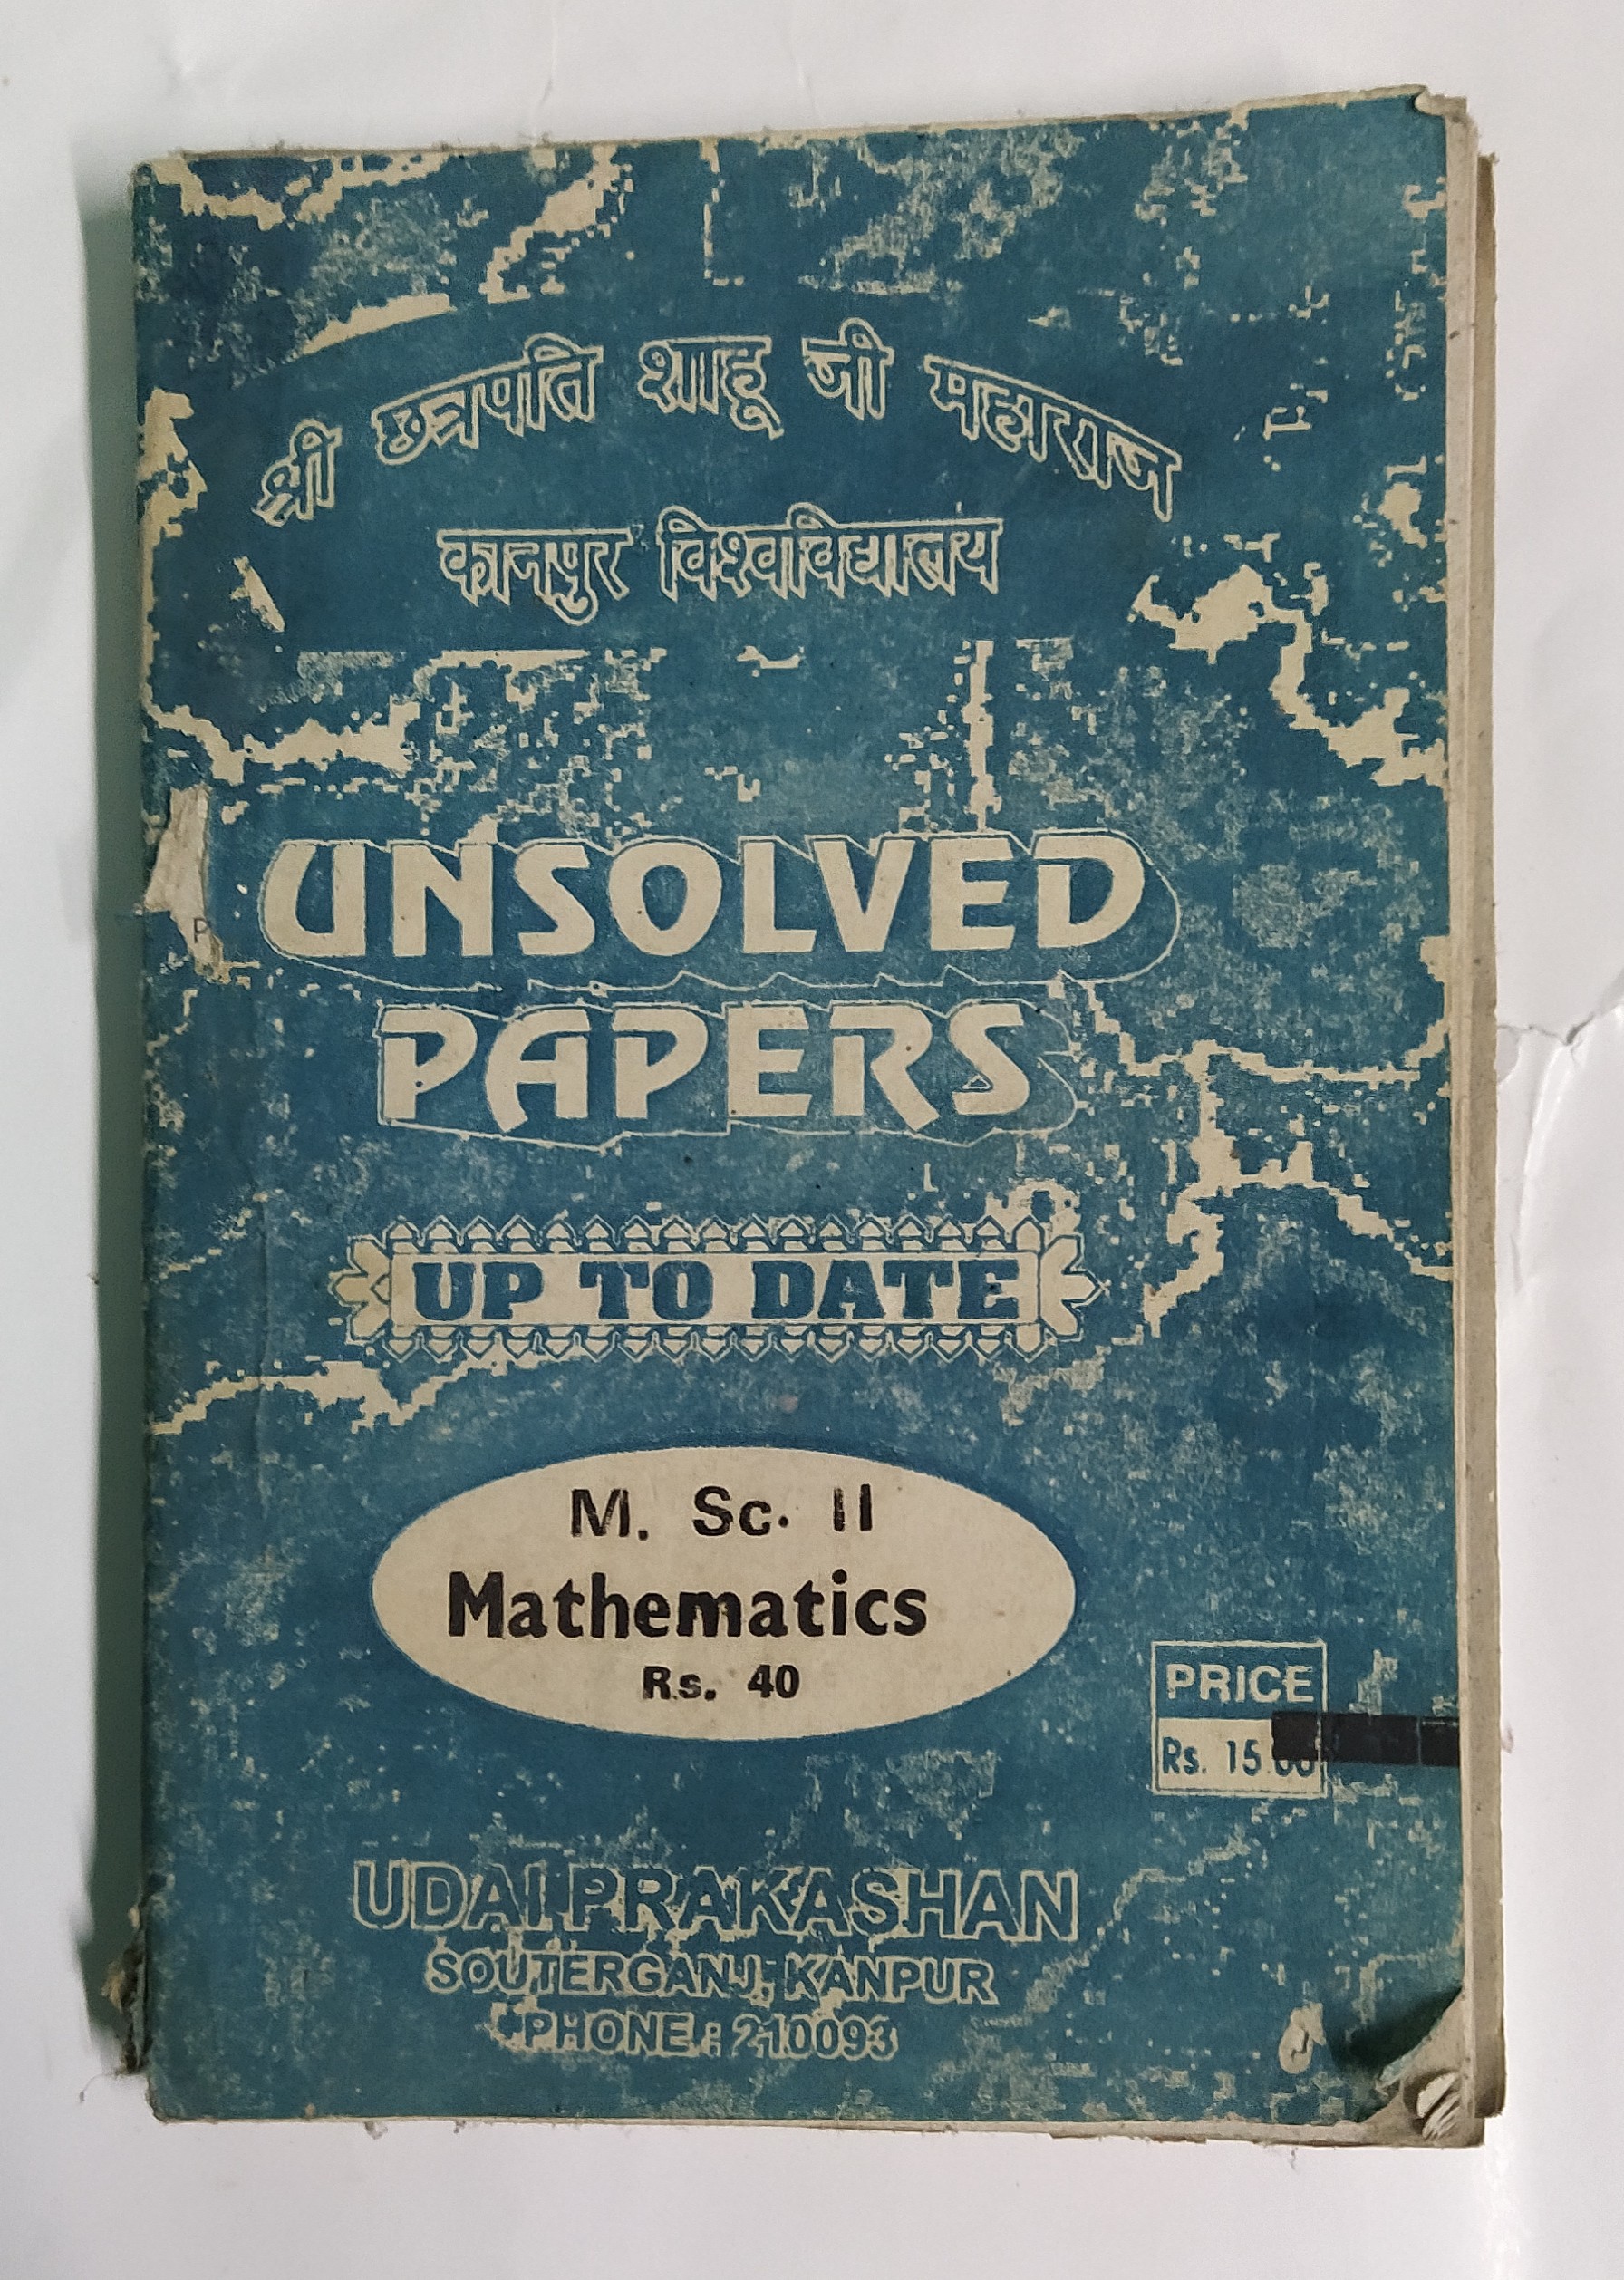 श्री छत्रपति शाहू जी महाराज
कानपुर विश्वविद्यालय
UNSOLVED
PAPERS
UP TO DATE
M. Sc. II
Mathematics
Rs. 40
PRICE
Rs. 15.00
UDAI PRAKASHAN
SOUTERGANJ, KANPUR
PHONE : 210093